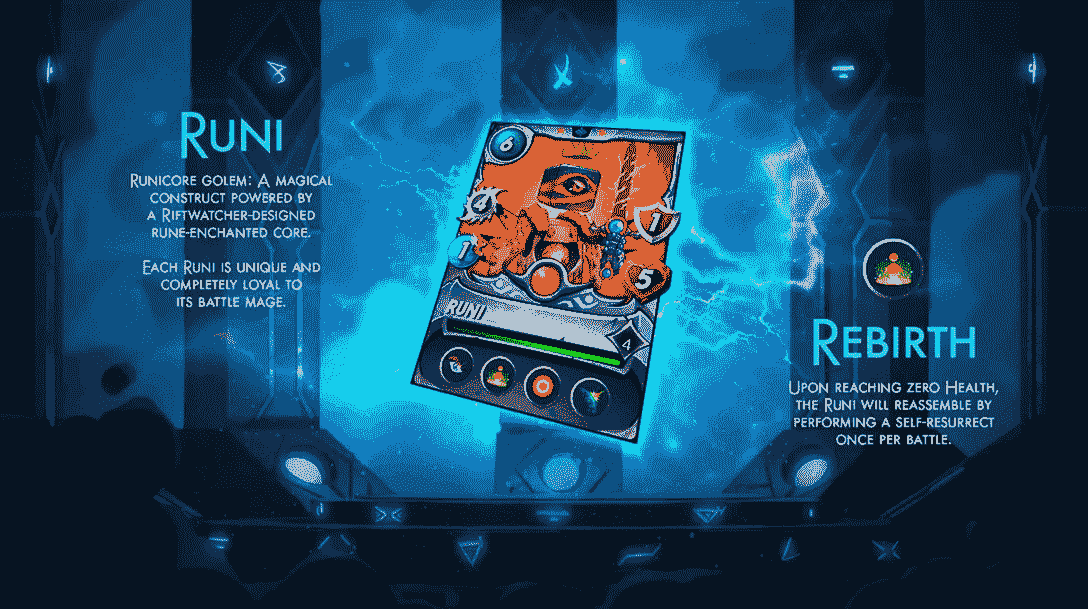 RUNI
RUNICORE GOLEM: A MAGICAL
CONSTRUCT POWERED BY
A RIFTWATCHER-DESIGNED
RUNE-ENCHANTED CORE.
EACH RUNI IS UNIQUE AND
COMPLETELY LOYAL TO
ITS BATTLE MAGE.
6
4
1
1
5
RUNI
4
REBIRTH
UPON REACHING ZERO HEALTH,
THE RUNI WILL REASSEMBLE BY
PERFORMING A SELF-RESURRECT
ONCE PER BATTLE.